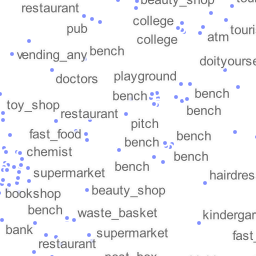 restaurant
beauty_shop
college
pub
touri
atm
college
vending_any
bench
doityourse
doctors
playground
bench
bench
toy_shop
restaurant
bench
pitch
fast_food
bench
bench
chemist
bench
bench
supermarket
hairdres
bookshop
beauty_shop
bench
waste_basket
kindergar
bank
supermarket
fast_
restaurant
post_box